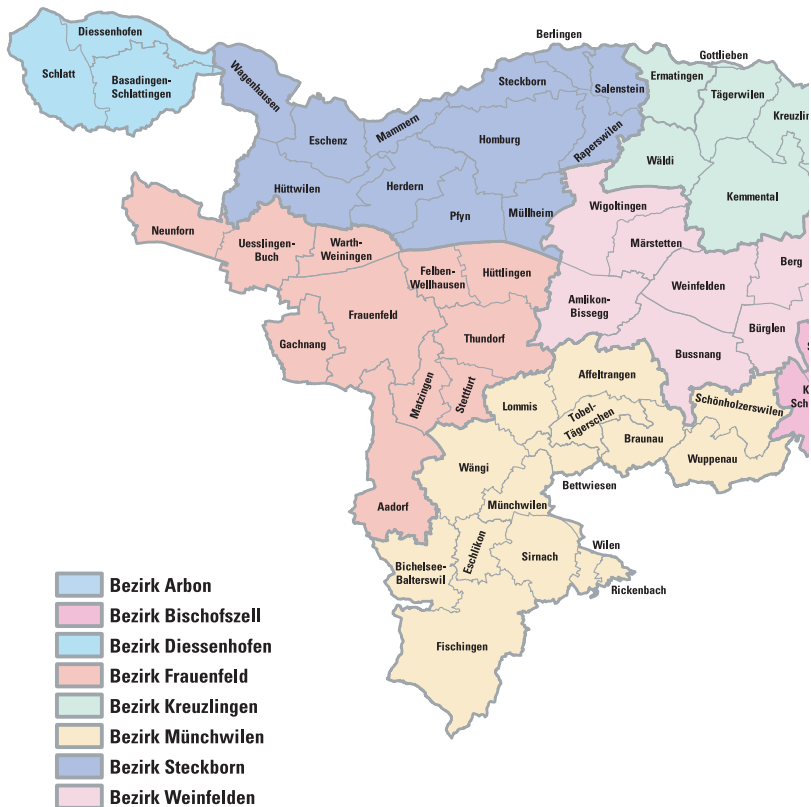 Berlingen
Diessenhofen
Gottlieben
Schlatt
Basadingen-
Schlattingen
Wagenhausen
Steckborn
Salenstein
Ermatingen
Tägerwilen
Kreuzlin
Eschenz
Mammern
Homburg
Raperswilen
Wäldi
Hüttwilen
Herdern
Kemmental
Pfyn
Müllheim
Wigoltingen
Neunforn
Uesslingen-
Buch
Warth-
Weiningen
Märstetten
Berg
Felben-
Wellhausen
Hüttlingen
Weinfelden
Amlikon-
Bissegg
Frauenfeld
Gachnang
Thundorf
Bürglen
Bussnang
S
Matzingen
Stettfurt
Affeltrangen
K
Sch
Schönholzerswilen
Lommis
Tobel-
Tägerschen
Braunau
Wuppenau
Wängi
Bettwiesen
Aadorf
Münchwilen
Eschlikon
Sirnach
Wilen
Bichelsee-
Balterswil
Rickenbach
Fischingen
Bezirk Arbon
Bezirk Bischofszell
Bezirk Diessenhofen
Bezirk Frauenfeld
Bezirk Kreuzlingen
Bezirk Münchwilen
Bezirk Steckborn
Bezirk Weinfelden